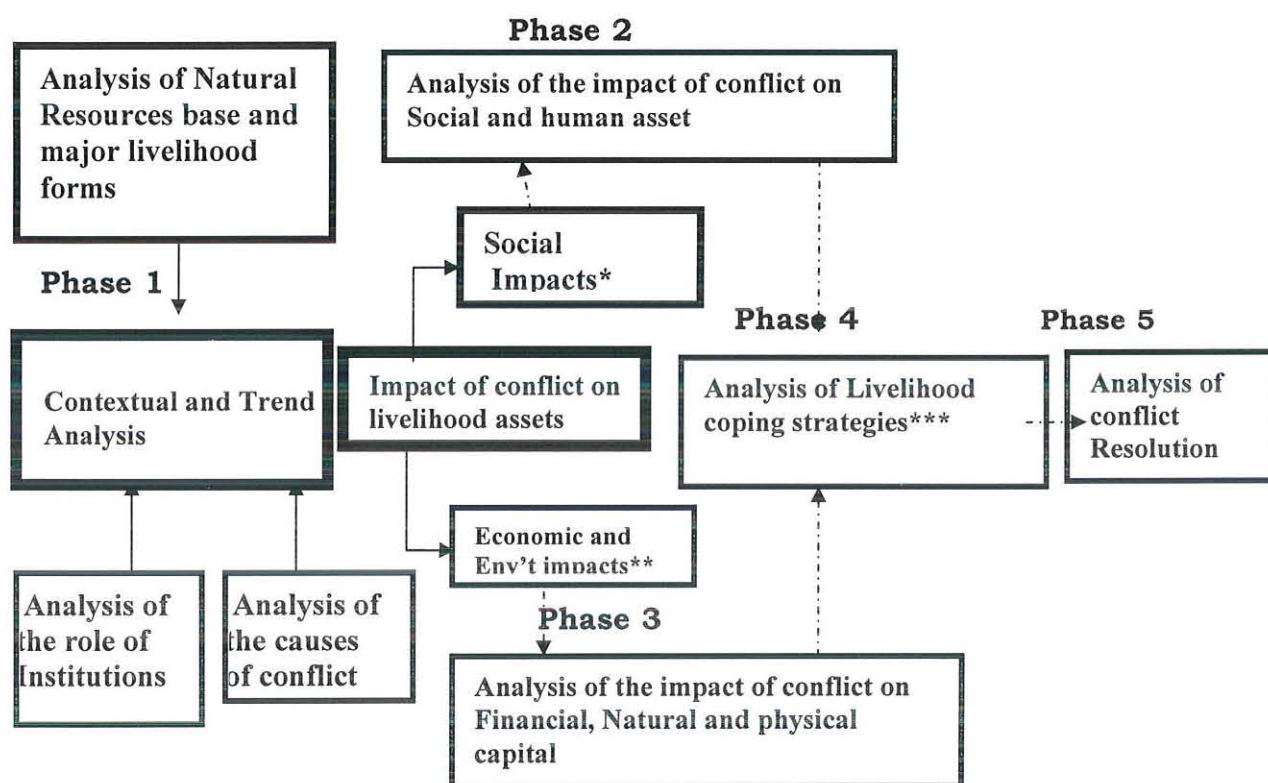 Phase 2
Analysis of Natural
Resources base and
major livelihood
forms
Analysis of the impact of conflict on
Social and human asset
Social
Impacts*
Phase 1
Phase 4
Phase 5
Contextual and Trend
Analysis
Impact of conflict on
livelihood assets
Analysis of Livelihood
coping strategies***
Analysis of
conflict
Resolution
Economic and
Env't impacts**
Analysis of
the role of
Institutions
Analysis of
the causes
of conflict
Phase 3
Analysis of the impact of conflict on
Financial, Natural and physical
capital